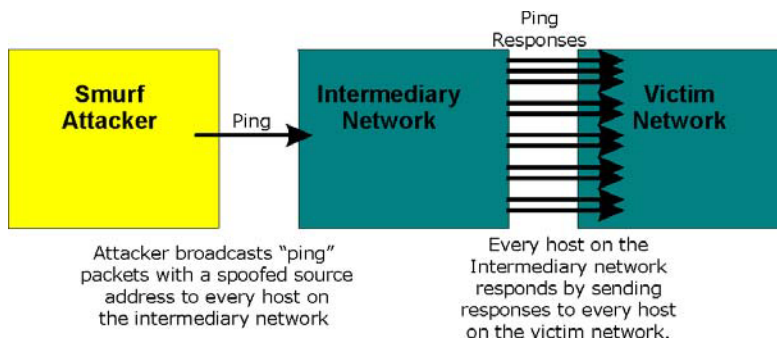 Ping
Responses
Smurf
Attacker
Ping
Intermediary
Network
Victim
Network
Attacker broadcasts “ping”
packets with a spoofed source
address to every host on
the intermediary network
Every host on the
Intermediary network
responds by sending
responses to every host
on the victim network.